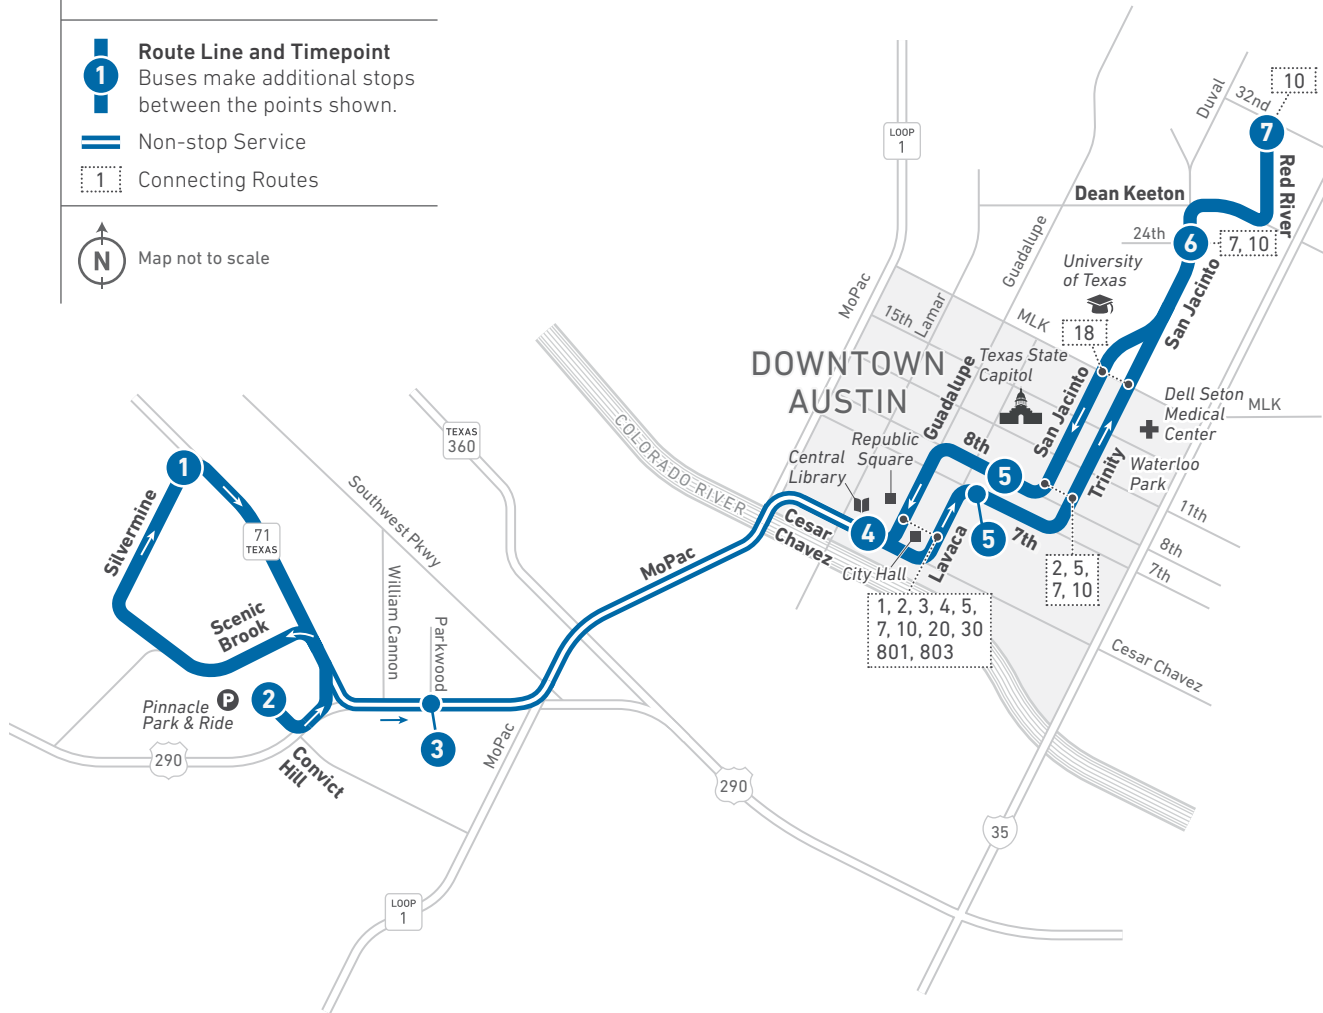 1
Route Line and Timepoint
Buses make additional stops
between the points shown.
Non-stop Service
1
Connecting Routes
N
Map not to scale
10
32nd
Duval
7
Red River
LOOP
1
Dean Keeton
24th
6
7, 10
University
of Texas
San Jacinto
Guadalupe
MoPac
Lamar
15th
MLK
18
DOWNTOWN
AUSTIN
Texas State
Capitol
Guadalupe
San Jacinto
Dell Seton
Medical
Center
MLK
TEXAS
360
COLORADO RIVER
Republic
Square
8th
Central
Library
5
Trinity
Waterloo
Park
11th
1
Silvermine
71
TEXAS
Southwest Pkwy
Cesar
Chavez
4
5
7th
8th
7th
City Hall
Lavaca
MoPac
2, 5,
7, 10
1, 2, 3, 4, 5,
7, 10, 20, 30
801, 803
William Cannon
Scenic
Brook
Parkwood
Cesar Chavez
2
P
Pinnacle
Park & Ride
3
MoPac
290
Convict
Hill
290
35
LOOP
1